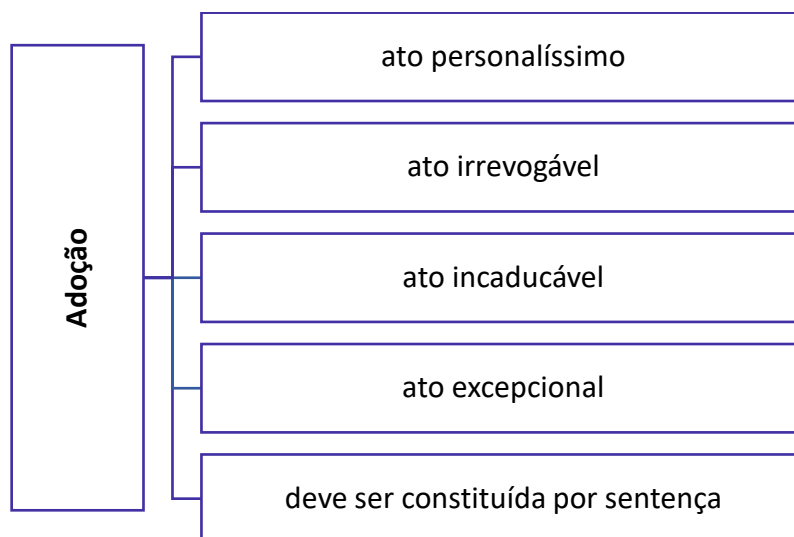 Adoção
ato personalíssimo
ato irrevogável
ato incaducável
ato excepcional
deve ser constituída por sentença